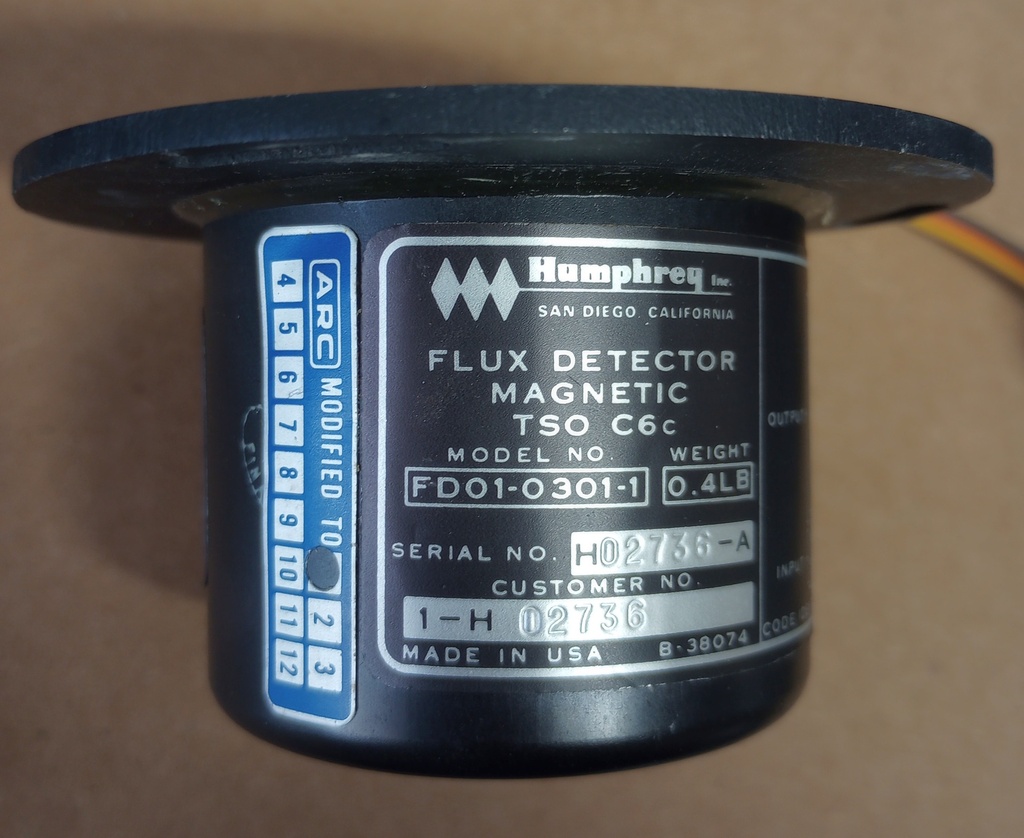 Humphrey Inc.
SAN DIEGO, CALIFORNIA
FLUX DETECTOR
MAGNETIC
TSO C6c
MODEL NO. WEIGHT
FD01-0301-1 0.4LB
SERIAL NO. H02736-A
CUSTOMER NO.
1-H 02736
MADE IN USA B-38074
ARC MODIFIED TO 2 3
4 5 6 7 8 9 10 11 12
CODE